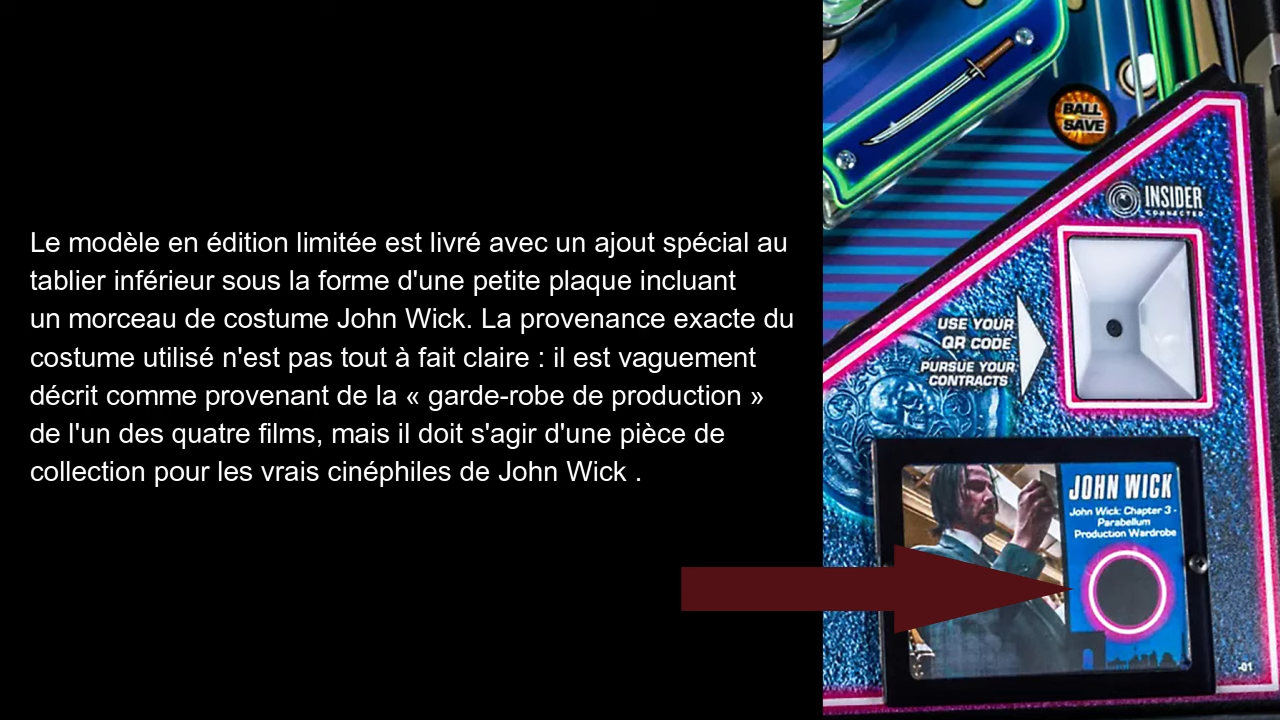 Le modèle en édition limitée est livré avec un ajout spécial au
tablier inférieur sous la forme d'une petite plaque incluant
un morceau de costume John Wick. La provenance exacte du
costume utilisé n'est pas tout à fait claire : il est vaguement
décrit comme provenant de la « garde-robe de production »
de l'un des quatre films, mais il doit s'agir d'une pièce de
collection pour les vrais cinéphiles de John Wick .
BALL
SAVE
INSIDER
CONNECTED
USE YOUR
QR CODE
PURSUE YOUR
CONTRACTS
JOHN WICK
John Wick: Chapter 3 -
Parabellum
Production Wardrobe
-01